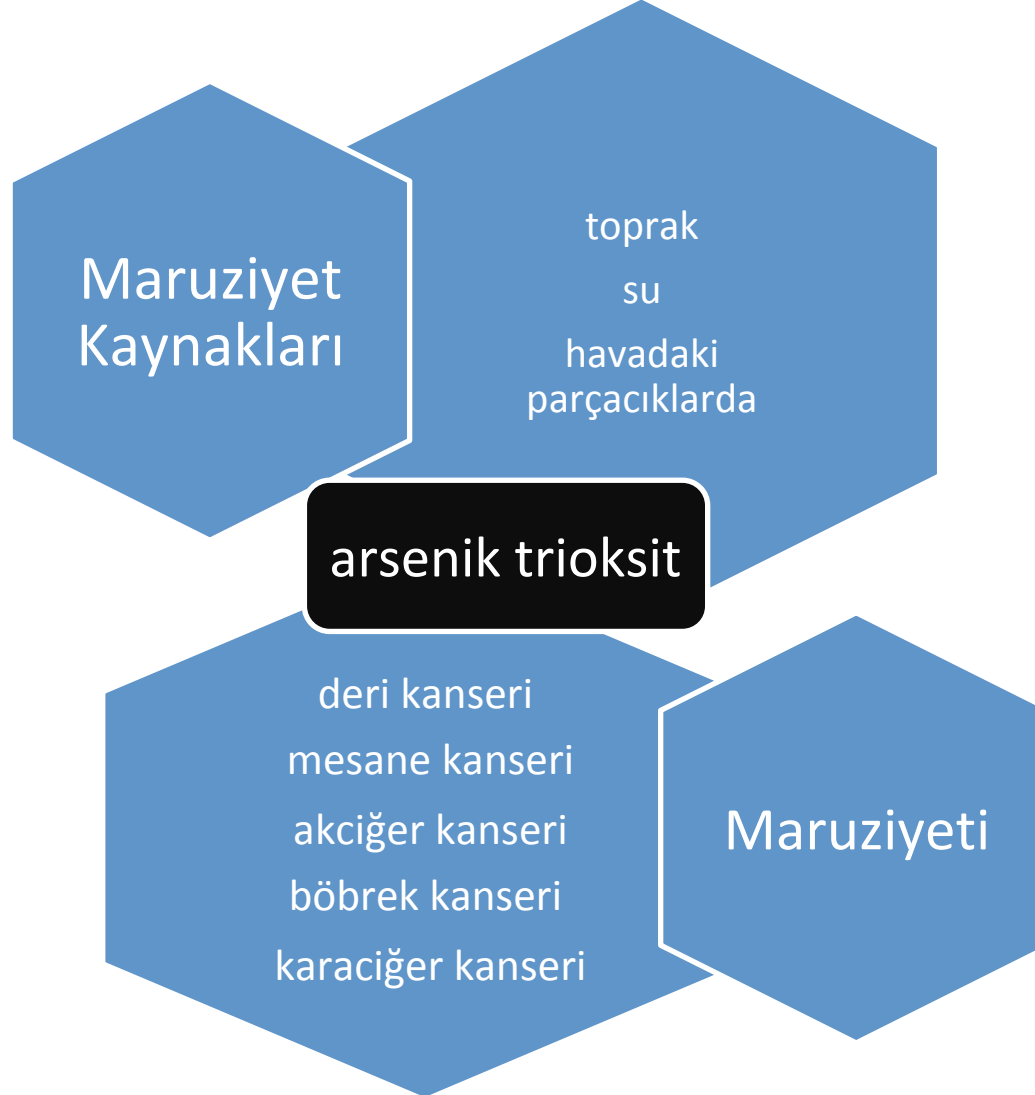 Maruziyet
Kaynakları
toprak
su
havadaki
parçacıklarda
arsenik trioksit
deri kanseri
mesane kanseri
akciğer kanseri
böbrek kanseri
karaciğer kanseri
Maruziyeti